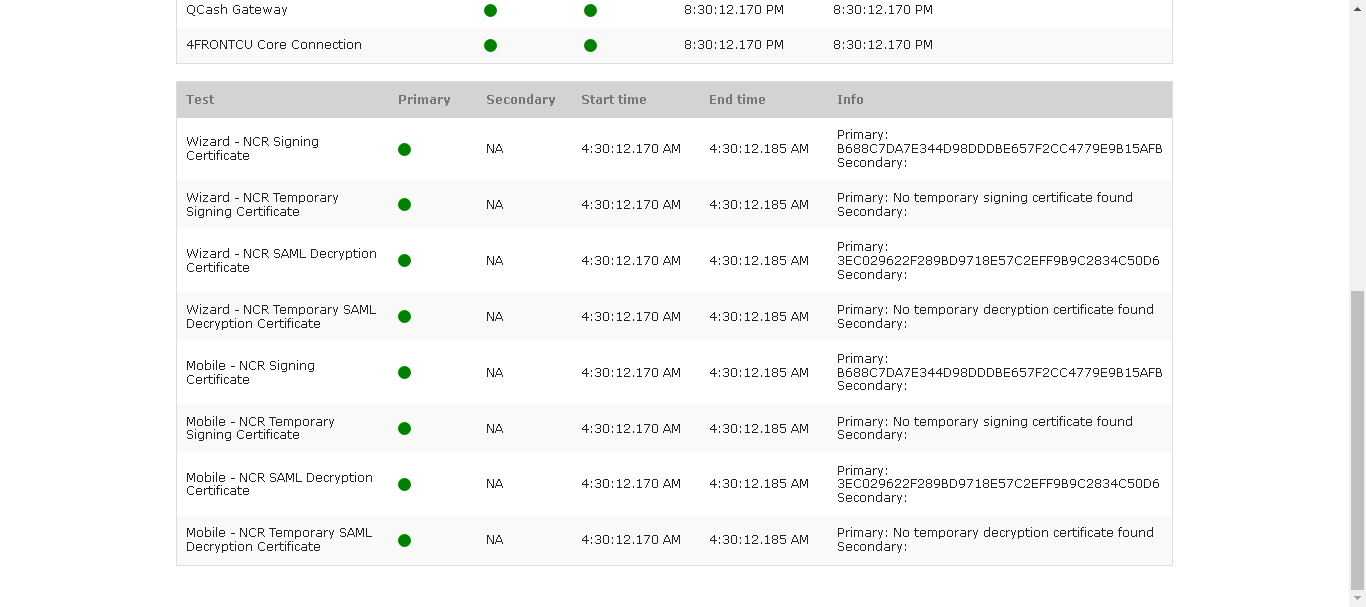 QCash Gateway 8:30:12.170 PM 8:30:12.170 PM
4FRONTCU Core Connection 8:30:12.170 PM 8:30:12.170 PM
Test Primary Secondary Start time End time Info
Wizard - NCR Signing
Certificate
NA 4:30:12.170 AM 4:30:12.185 AM
Primary:
B688C7DA7E344D98DDDBE657F2CC4779E9B15AFB
Secondary:
Wizard - NCR Temporary
Signing Certificate
NA 4:30:12.170 AM 4:30:12.185 AM
Primary: No temporary signing certificate found
Secondary:
Wizard - NCR SAML Decryption
Certificate
NA 4:30:12.170 AM 4:30:12.185 AM
Primary:
3EC029622F289BD9718E57C2EFF9B9C2834C50D6
Secondary:
Wizard - NCR Temporary SAML
Decryption Certificate
NA 4:30:12.170 AM 4:30:12.185 AM
Primary: No temporary decryption certificate found
Secondary:
Mobile - NCR Signing
Certificate
NA 4:30:12.170 AM 4:30:12.185 AM
Primary:
B688C7DA7E344D98DDDBE657F2CC4779E9B15AFB
Secondary:
Mobile - NCR Temporary
Signing Certificate
NA 4:30:12.170 AM 4:30:12.185 AM
Primary: No temporary signing certificate found
Secondary:
Mobile - NCR SAML Decryption
Certificate
NA 4:30:12.170 AM 4:30:12.185 AM
Primary:
3EC029622F289BD9718E57C2EFF9B9C2834C50D6
Secondary:
Mobile - NCR Temporary SAML
Decryption Certificate
NA 4:30:12.170 AM 4:30:12.185 AM
Primary: No temporary decryption certificate found
Secondary: